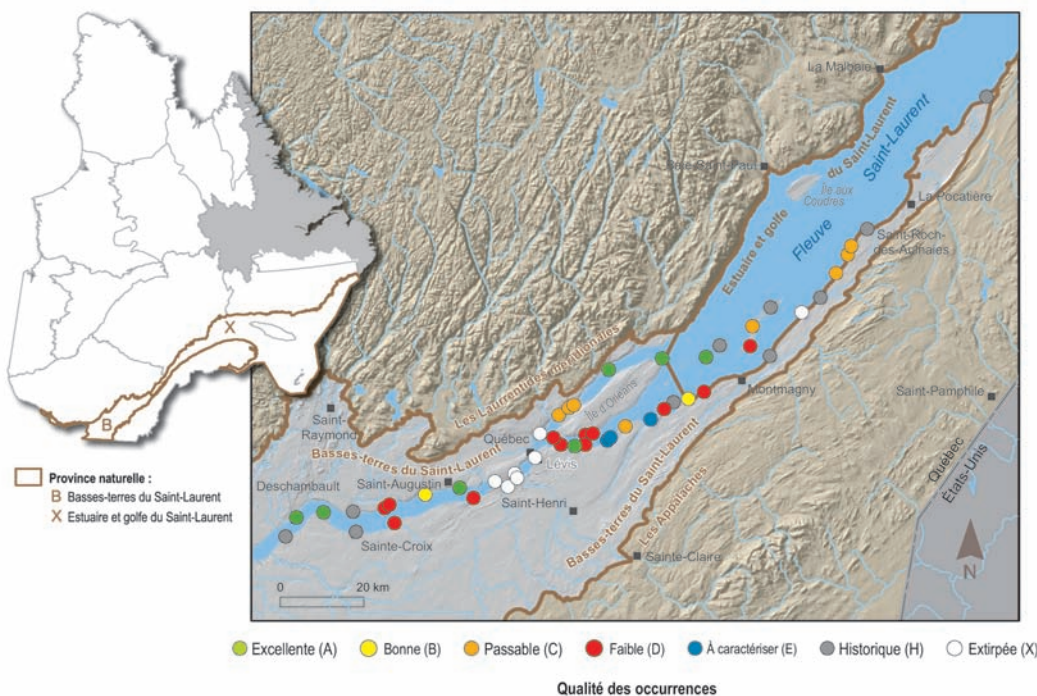 La Malbaie
Baie-Saint-Paul
Île aux
Coudres
Estuaire et golfe
du Saint-Laurent
Fleuve
Saint-Laurent
La Pocatière
Saint-Roch-
des-Aulnaies
X
B
Les Laurentides méridionales
Île d'Orléans
Montmagny
Saint-Pamphile
Saint-
Raymond
Québec
Basses-terres du Saint-Laurent
Lévis
Québec
États-Unis
Province naturelle :
B Basses-terres du Saint-Laurent
X Estuaire et golfe du Saint-Laurent
Deschambault
Saint-Augustin
Saint-Henri
Basses-terres du Saint-Laurent
Les Appalaches
Sainte-Croix
Sainte-Claire
0 20 km
N
Excellente (A) Bonne (B) Passable (C) Faible (D) À caractériser (E) Historique (H) Extirpée (X)
Qualité des occurrences